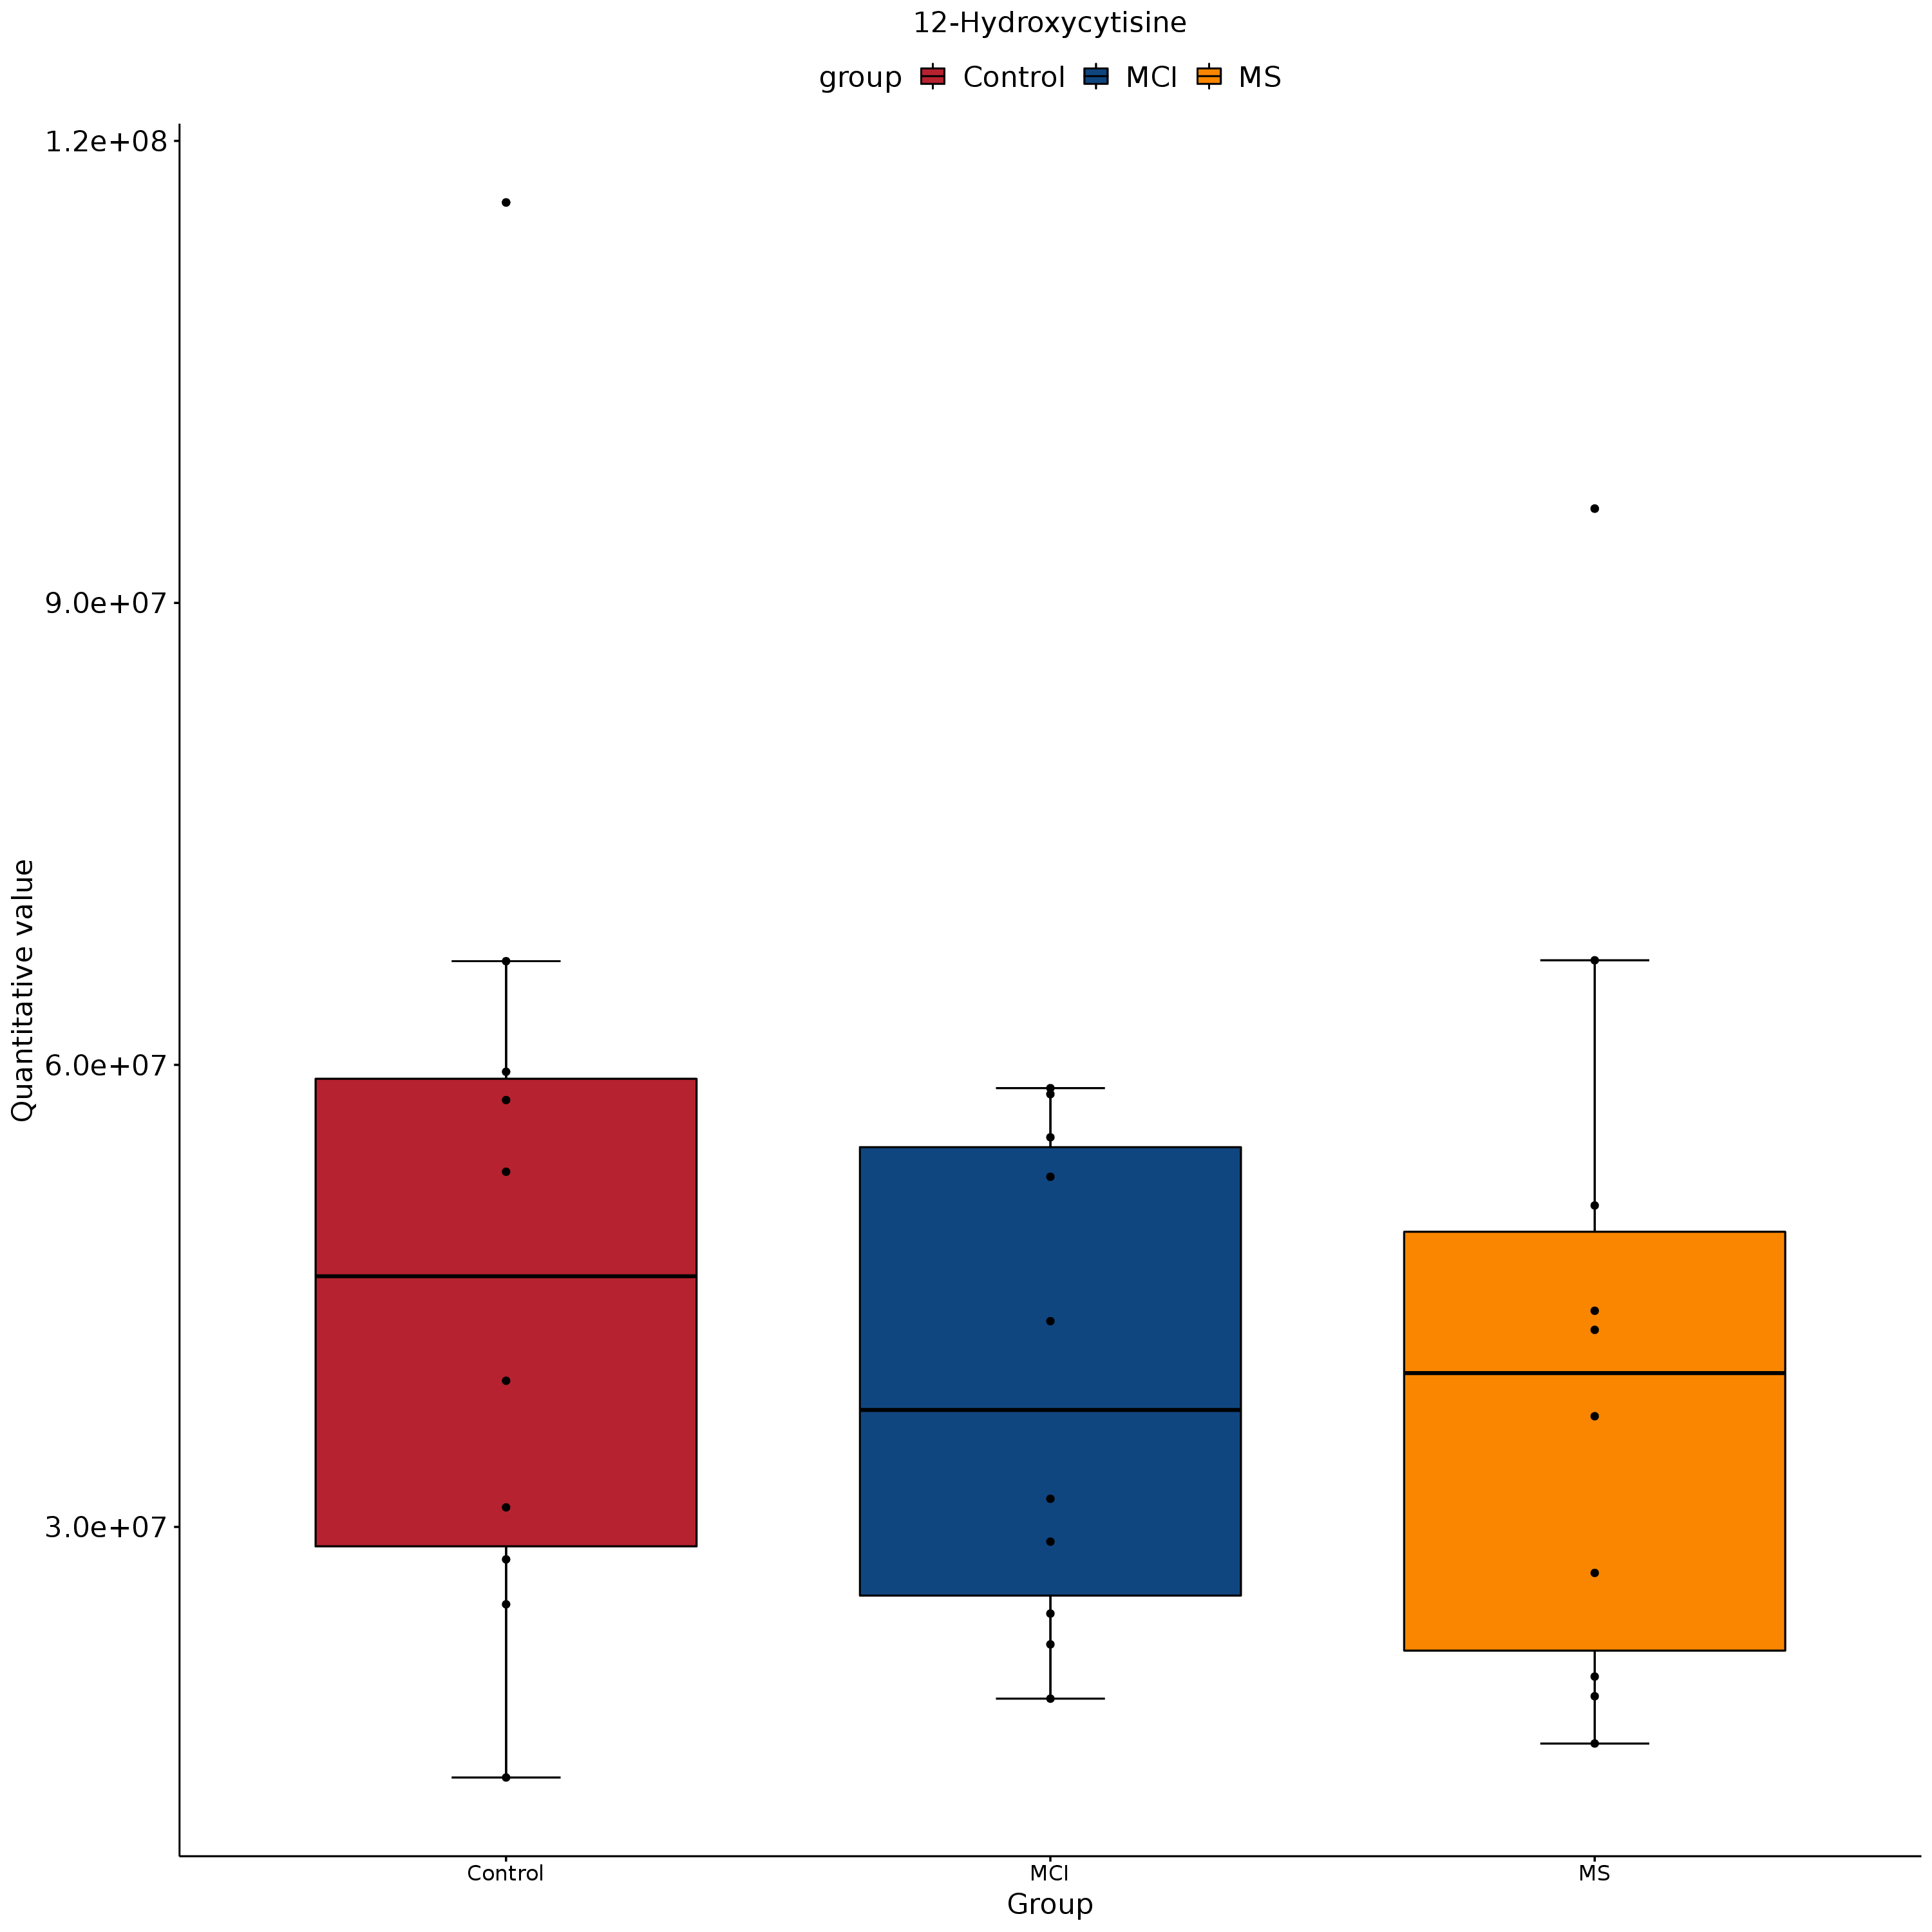 12-Hydroxycytisine
group Control MCI MS
1.2e+08
9.0e+07
6.0e+07
3.0e+07
Quantitative value
Control MCI MS
Group